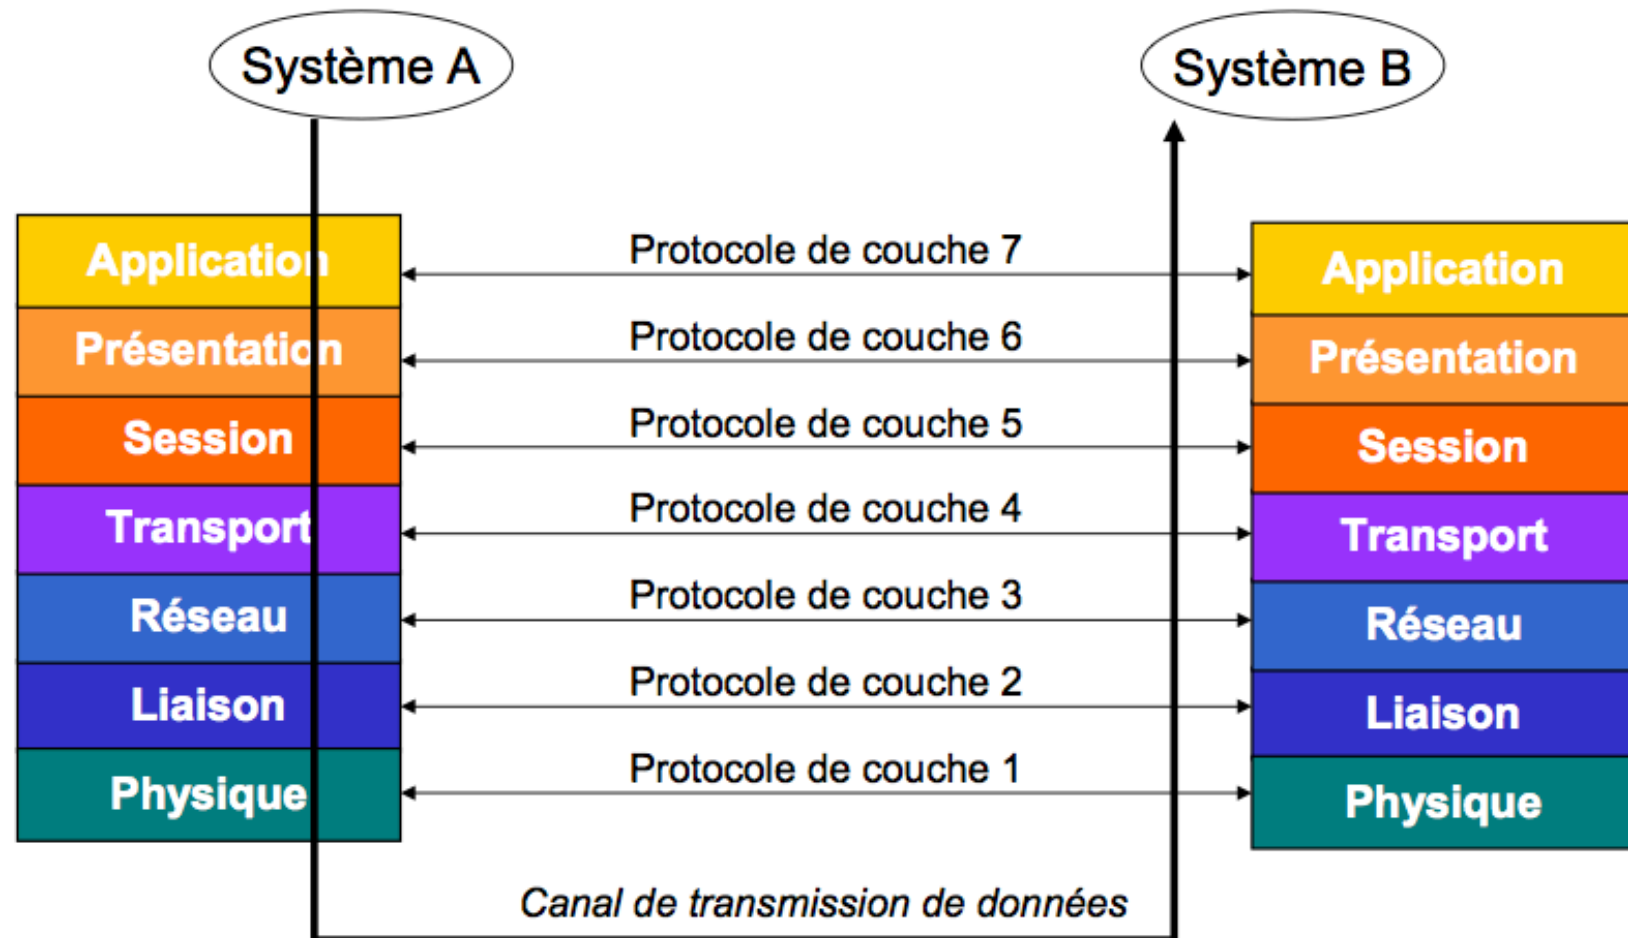 Système A
Système B
Application
Protocole de couche 7
Application
Présentation
Protocole de couche 6
Présentation
Session
Protocole de couche 5
Session
Transport
Protocole de couche 4
Transport
Réseau
Protocole de couche 3
Réseau
Liaison
Protocole de couche 2
Liaison
Physique
Protocole de couche 1
Physique
Canal de transmission de données